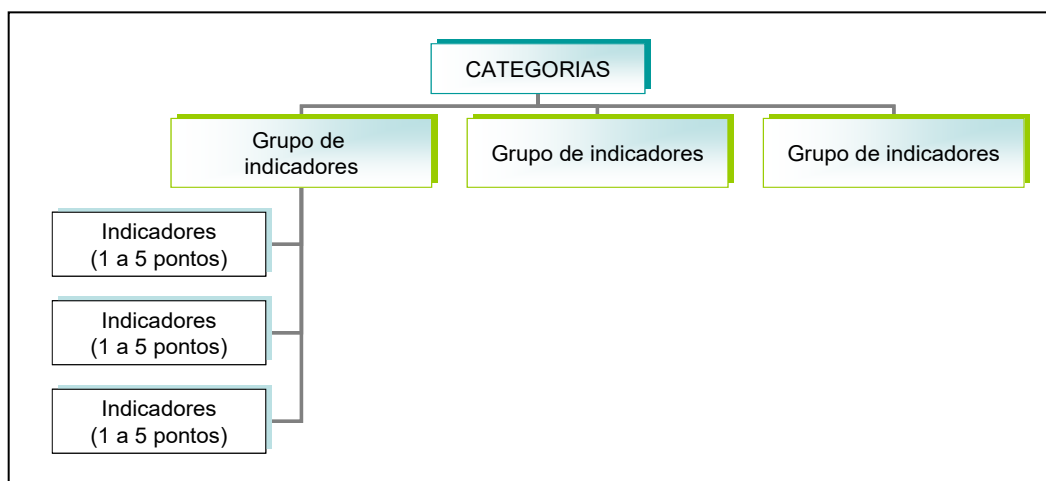 CATEGORIAS
Grupo de
indicadores
Grupo de indicadores
Grupo de indicadores
Indicadores
(1 a 5 pontos)
Indicadores
(1 a 5 pontos)
Indicadores
(1 a 5 pontos)